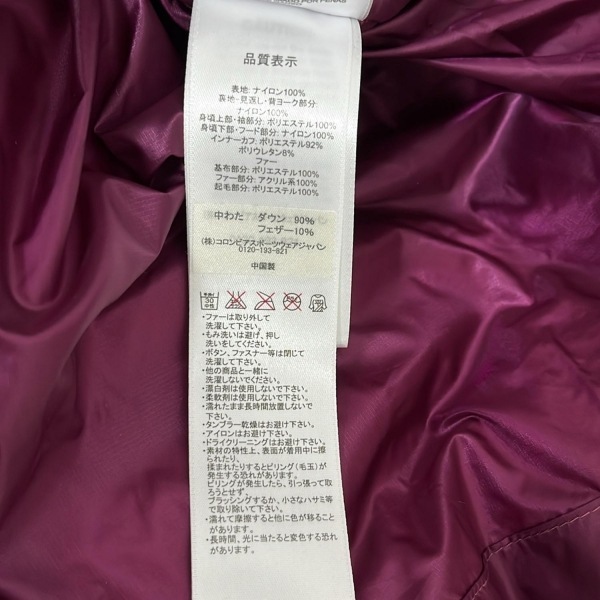 品質表示
表地: ナイロン100%
裏地-見返し・背ヨーク部分:
ナイロン100%
身頃上部・袖部分: ポリエステル100%
身頃下部・フード部分: ナイロン100%
インナーカフ: ポリエステル92%
ポリウレタン8%
ファー
基布部分: ポリエステル100%
ファー部分: アクリル系100%
起毛部分: ポリエステル100%
中わた ダウン 90%
フェザー10%
(株)コロンビアスポーツウェアジャパン
0120-193-821
中国製
30
中性
・ファーは取り外して
洗濯して下さい。
・もみ洗いは避け、押し
洗いをしてください。
・ボタン、ファスナー等は閉じて
洗濯して下さい。
・他の商品と一緒に
洗濯しないでください。
・漂白剤は使用しないで下さい。
・柔軟剤は使用しないで下さい。
・濡れたまま長時間放置しないで
下さい。
・タンブラー乾燥はお避け下さい。
・アイロンはお避け下さい。
・ドライクリーニングはお避け下さい。
・素材の特性上、表面が着用中に擦
られたり、
揉まれたりするとピリング(毛玉)が
発生する恐れがあります。
ピリングが発生したら、引っ張って取
ろうとせず、
ブラッシングするか、小さなハサミ等
で取り除いて下さい。
・濡れて摩擦すると他に色が移ること
があります。
・長時間、光に当たると変色する恐れ
があります。